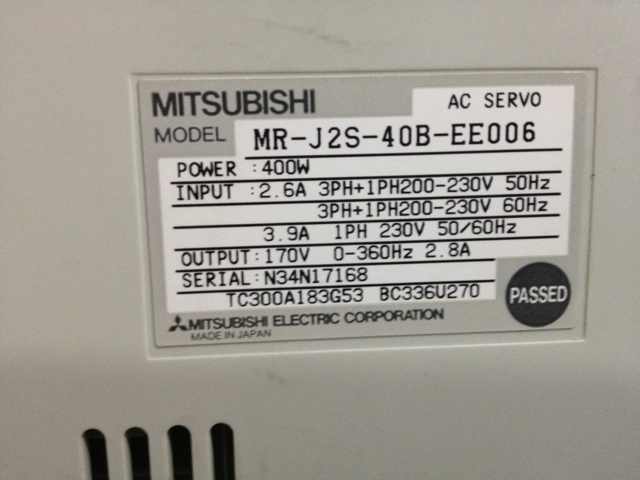 MITSUBISHI AC SERVO
MODEL MR-J2S-40B-EE006
POWER :400W
INPUT :2.6A 3PH+1PH200-230V 50Hz
3PH+1PH200-230V 60Hz
3.9A 1PH 230V 50/60Hz
OUTPUT:170V 0-360Hz 2.8A
SERIAL:N34N17168
TC300A183G53 BC336U270
PASSED
MITSUBISHI ELECTRIC CORPORATION
MADE IN JAPAN